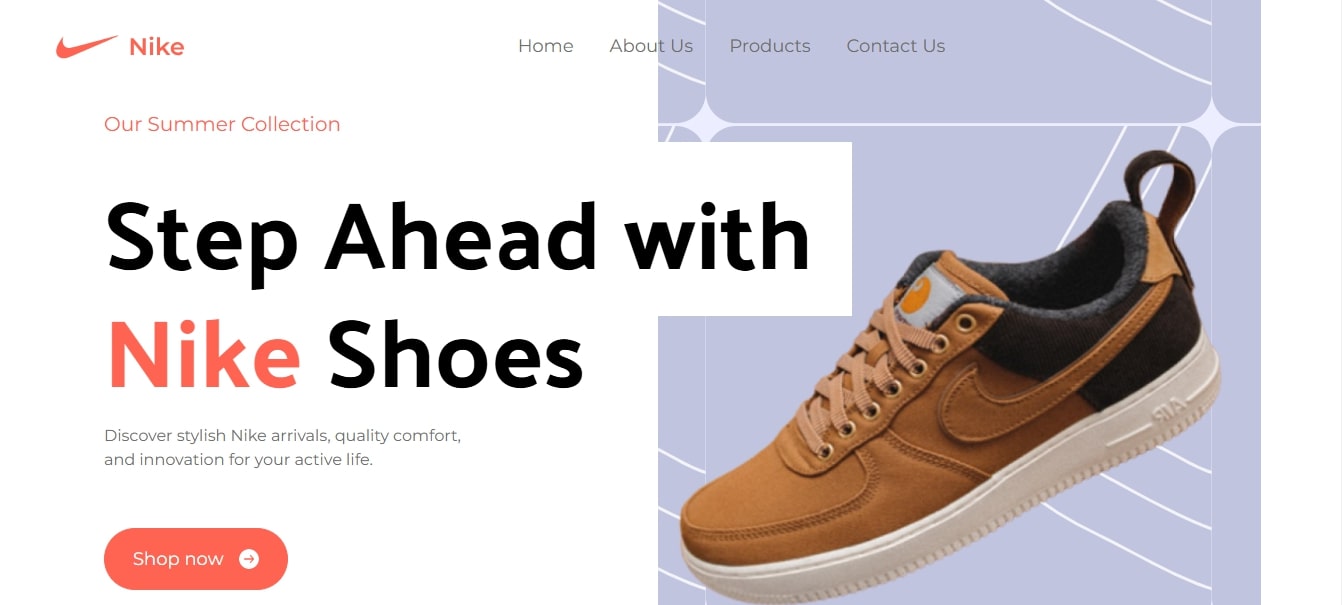 Nike
Home About Us Products Contact Us
Our Summer Collection
Step Ahead with
Nike Shoes
Discover stylish Nike arrivals, quality comfort,
and innovation for your active life.
Shop now
AIR